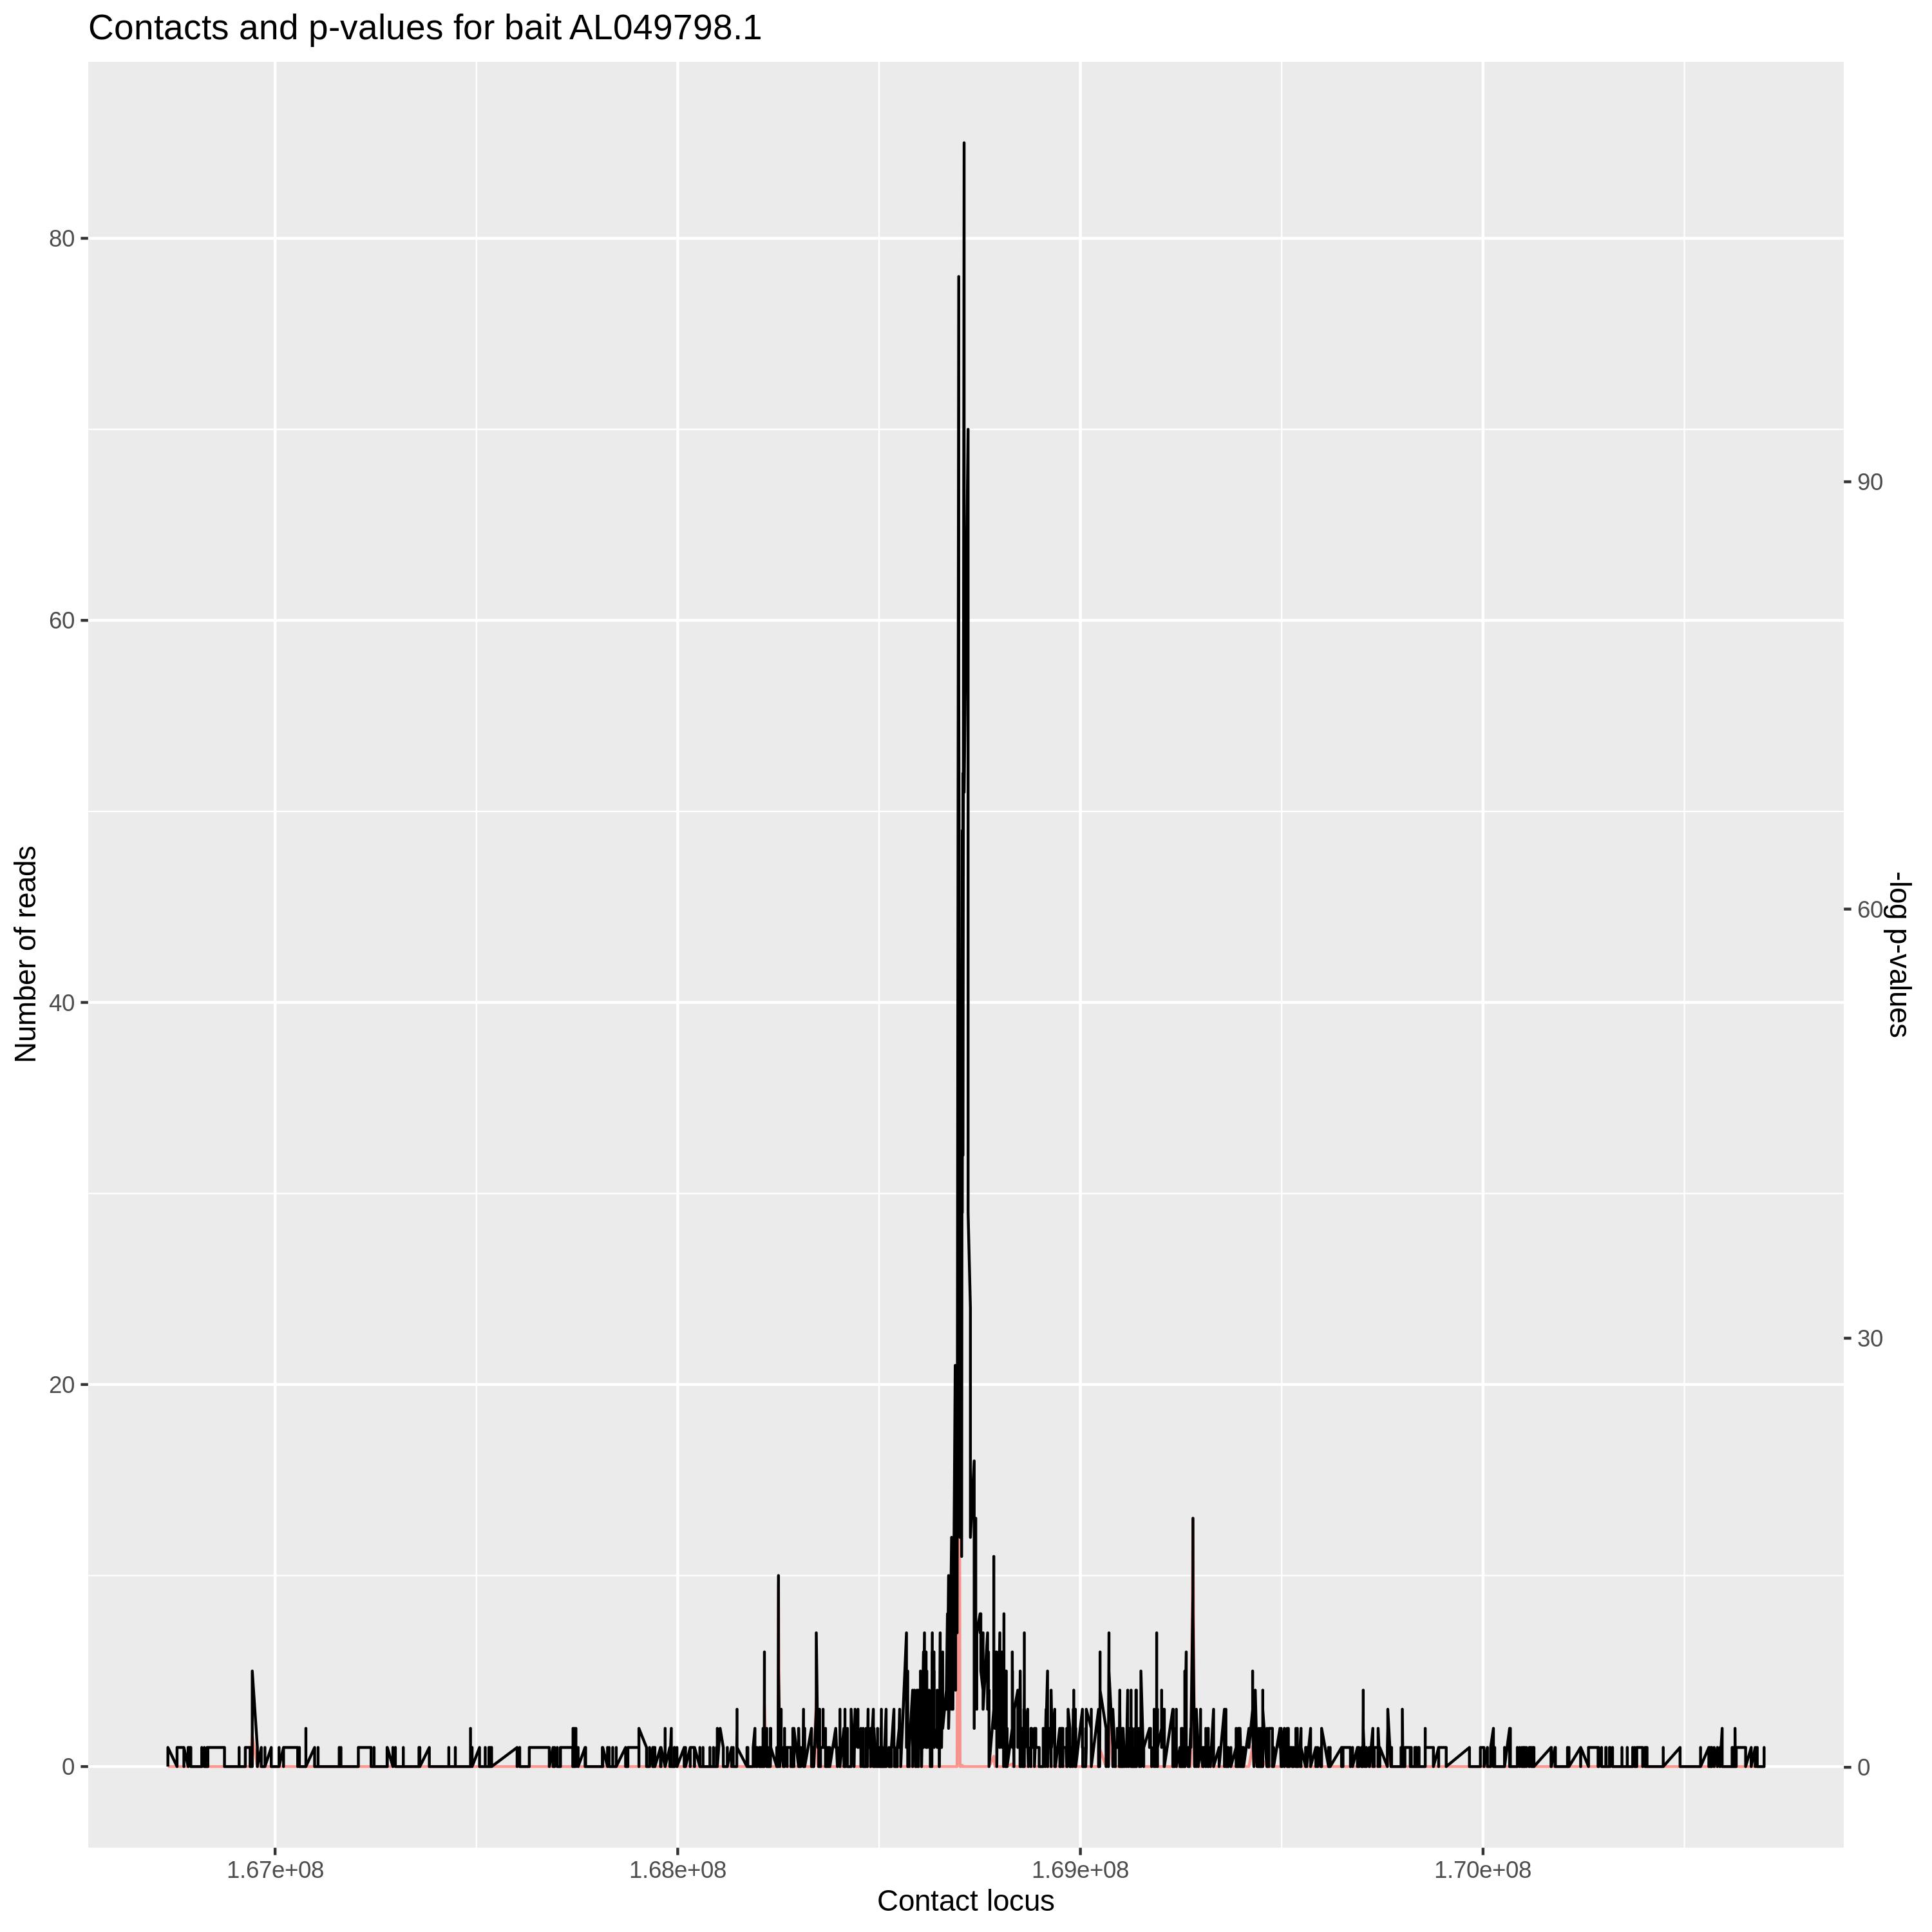 Contacts and p-values for bait AL049798.1
80
60
40
20
0
Number of reads
90
60
30
0
-log p-values
1.67e+08
1.68e+08
1.69e+08
1.70e+08
Contact locus